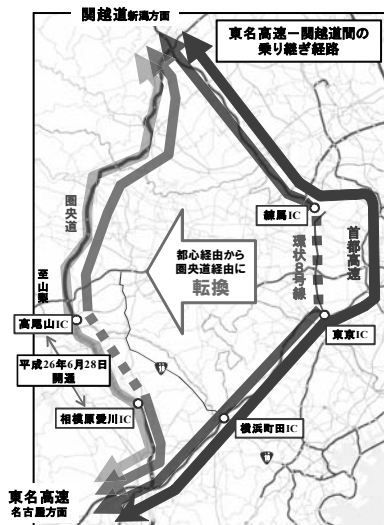 関越道新潟方面
東名高速ー関越道間の
乗り継ぎ経路
圏央道
至山梨
都心経由から
圏央道経由に
転換
練馬IC
環状8号線
首都高速
高尾山IC
東京IC
平成26年6月28日
開通
相模原愛川IC
横浜町田IC
東名高速
名古屋方面